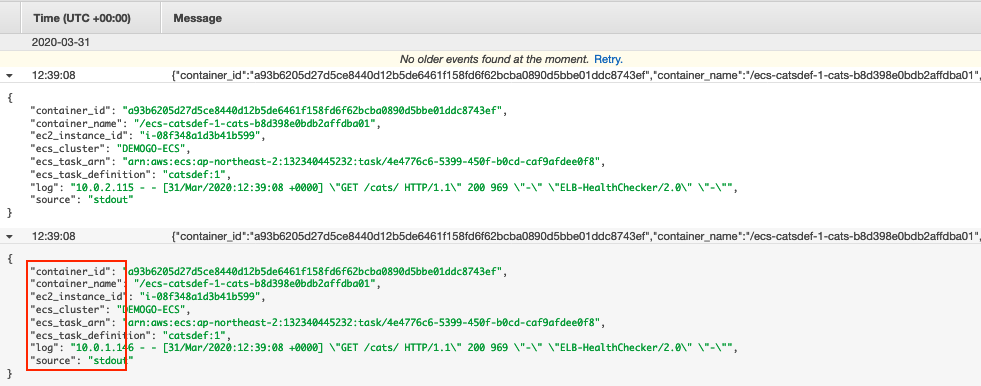 Time (UTC +00:00) Message
2020-03-31
No older events found at the moment. Retry.
12:39:08 {"container_id":"a93b6205d27d5ce8440d12b5de6461f158fd6f62bcba0890d5bbe01ddc8743ef","container_name":"/ecs-catsdef-1-cats-b8d398e0bdb2affdba01",
{
"container_id": "a93b6205d27d5ce8440d12b5de6461f158fd6f62bcba0890d5bbe01ddc8743ef",
"container_name": "/ecs-catsdef-1-cats-b8d398e0bdb2affdba01",
"ec2_instance_id": "i-08f348a1d3b41b599",
"ecs_cluster": "DEMOGO-ECS",
"ecs_task_arn": "arn:aws:ecs:ap-northeast-2:132340445232:task/4e4776c6-5399-450f-b0cd-caf9afdee0f8",
"ecs_task_definition": "catsdef:1",
"log": "10.0.2.115 - - [31/Mar/2020:12:39:08 +0000] \"GET /cats/ HTTP/1.1\" 200 969 \"-\" \"ELB-HealthChecker/2.0\" \"-\"",
"source": "stdout"
}
12:39:08 {"container_id":"a93b6205d27d5ce8440d12b5de6461f158fd6f62bcba0890d5bbe01ddc8743ef","container_name":"/ecs-catsdef-1-cats-b8d398e0bdb2affdba01",
{
"container_id": "a93b6205d27d5ce8440d12b5de6461f158fd6f62bcba0890d5bbe01ddc8743ef",
"container_name": "/ecs-catsdef-1-cats-b8d398e0bdb2affdba01",
"ec2_instance_id": "i-08f348a1d3b41b599",
"ecs_cluster": "DEMOGO-ECS",
"ecs_task_arn": "arn:aws:ecs:ap-northeast-2:132340445232:task/4e4776c6-5399-450f-b0cd-caf9afdee0f8",
"ecs_task_definition": "catsdef:1",
"log": "10.0.1.146 - - [31/Mar/2020:12:39:08 +0000] \"GET /cats/ HTTP/1.1\" 200 969 \"-\" \"ELB-HealthChecker/2.0\" \"-\"",
"source": "stdout"
}